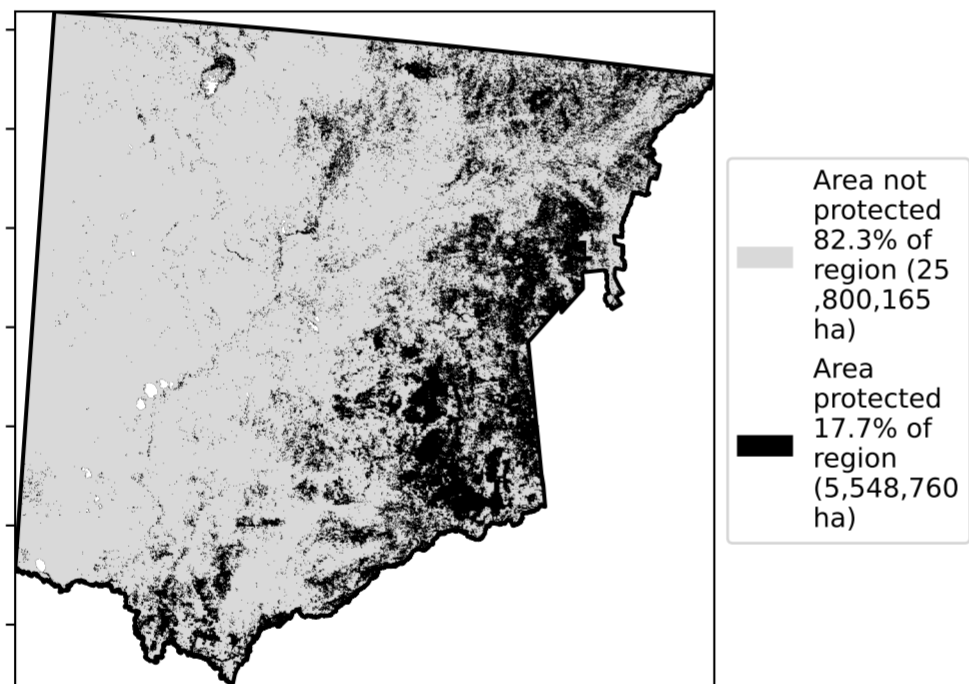 Area not
protected
82.3% of
region (25
,800,165
ha)
Area
protected
17.7% of
region
(5,548,760
ha)